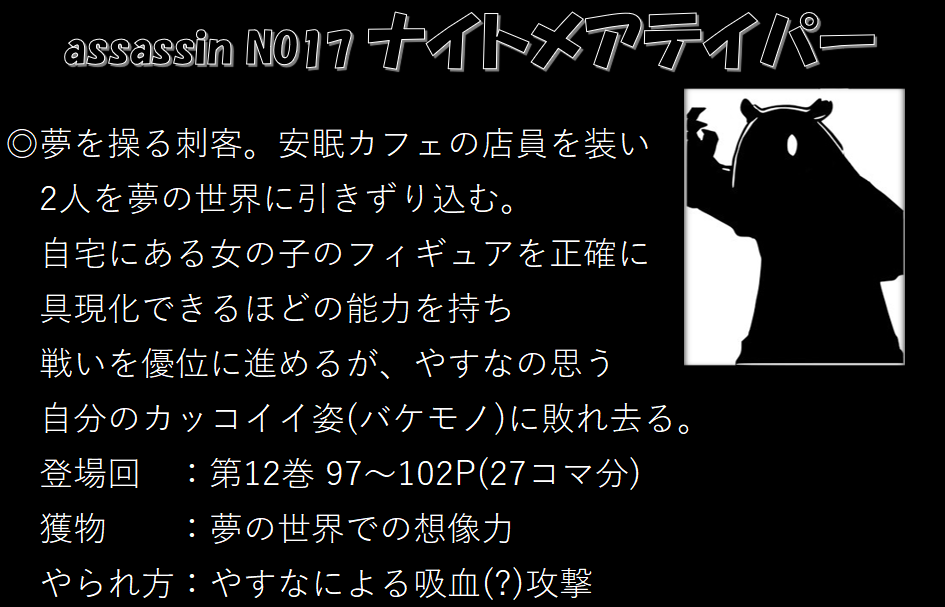 assassin NO17 ナイトメアテイパー
◎夢を操る刺客。安眠カフェの店員を装い
2人を夢の世界に引きずり込む。
自宅にある女の子のフィギュアを正確に
具現化できるほどの能力を持ち
戦いを優位に進めるが、やすなの思う
自分のカッコイイ姿(バケモノ)に敗れ去る。
登場回　：第12巻 97～102P(27コマ分)
獲物　　：夢の世界での想像力
やられ方：やすなによる吸血(?)攻撃